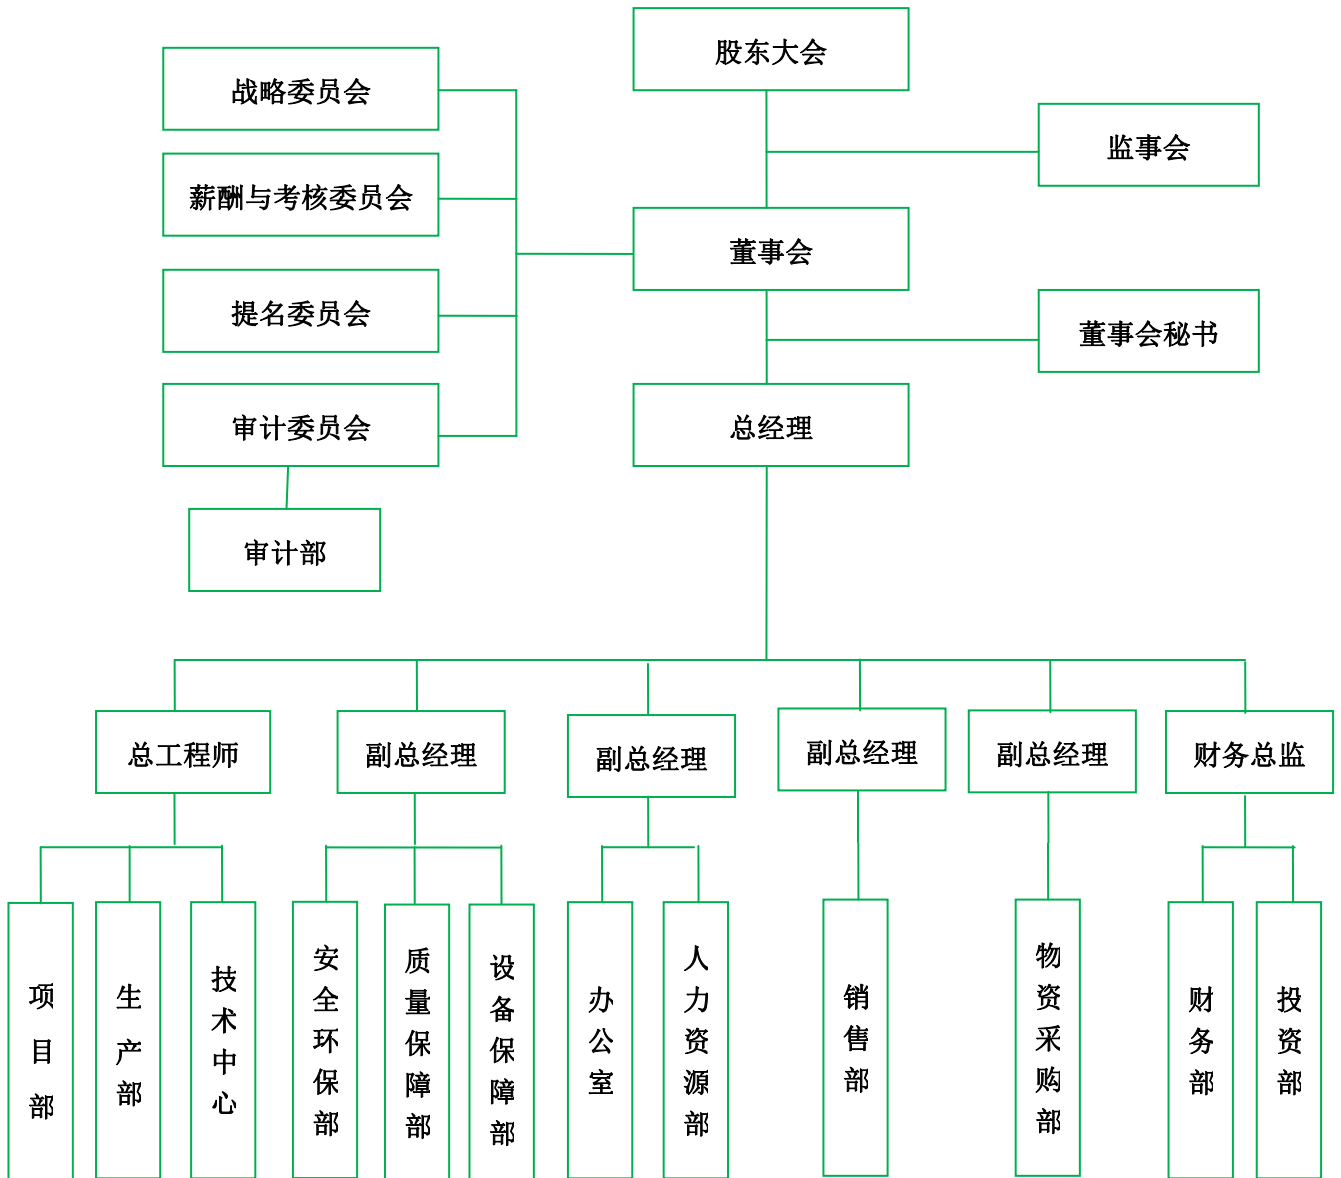 股东大会
战略委员会
监事会
薪酬与考核委员会
董事会
提名委员会
董事会秘书
审计委员会
总经理
审计部
总工程师
副总经理
副总经理
副总经理
副总经理
财务总监
项目部
生产部
技术中心
安全环保部
质量保障部
设备保障部
办公室
人力资源部
销售部
物资采购部
财务部
投资部